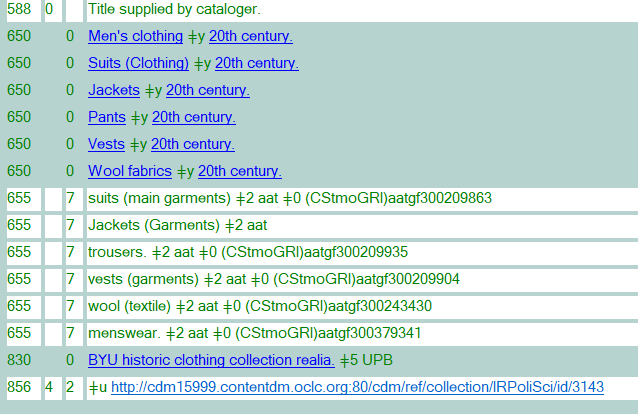 588 0 Title supplied by cataloger.
650 0 Men's clothing ǂy 20th century.
650 0 Suits (Clothing) ǂy 20th century.
650 0 Jackets ǂy 20th century.
650 0 Pants ǂy 20th century.
650 0 Vests ǂy 20th century.
650 0 Wool fabrics ǂy 20th century.
655 7 suits (main garments) ǂ2 aat ǂ0 (CStmoGRI)aatgf300209863
655 7 Jackets (Garments) ǂ2 aat
655 7 trousers. ǂ2 aat ǂ0 (CStmoGRI)aatgf300209935
655 7 vests (garments) ǂ2 aat ǂ0 (CStmoGRI)aatgf300209904
655 7 wool (textile) ǂ2 aat ǂ0 (CStmoGRI)aatgf300243430
655 7 menswear. ǂ2 aat ǂ0 (CStmoGRI)aatgf300379341
830 0 BYU historic clothing collection realia. ǂ5 UPB
856 4 2 ǂu http://cdm15999.contentdm.oclc.org:80/cdm/ref/collection/IRPoliSci/id/3143